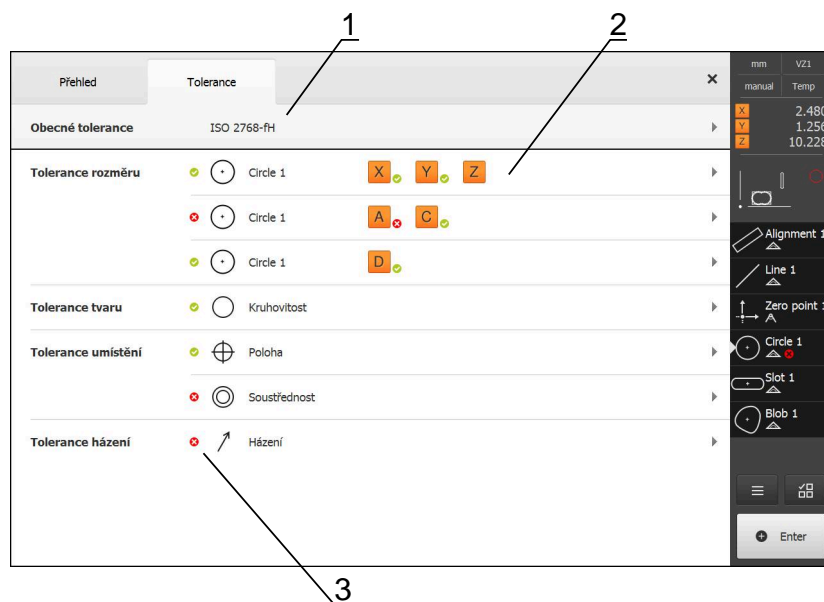 1
2
Přehled
Tolerance
×
Obecné tolerance ISO 2768-fH
Tolerance rozměru Circle 1 X Y Z
Circle 1 A C
Circle 1 D
Tolerance tvaru Kruhovitost
Tolerance umístění Poloha
Soustřednost
Tolerance házení Házení
3
mm VZ1
manual Temp
X 2.480
Y 1.256
Z 10.228
Alignment 1
Line 1
Zero point 1
Circle 1
Slot 1
Blob 1
Enter